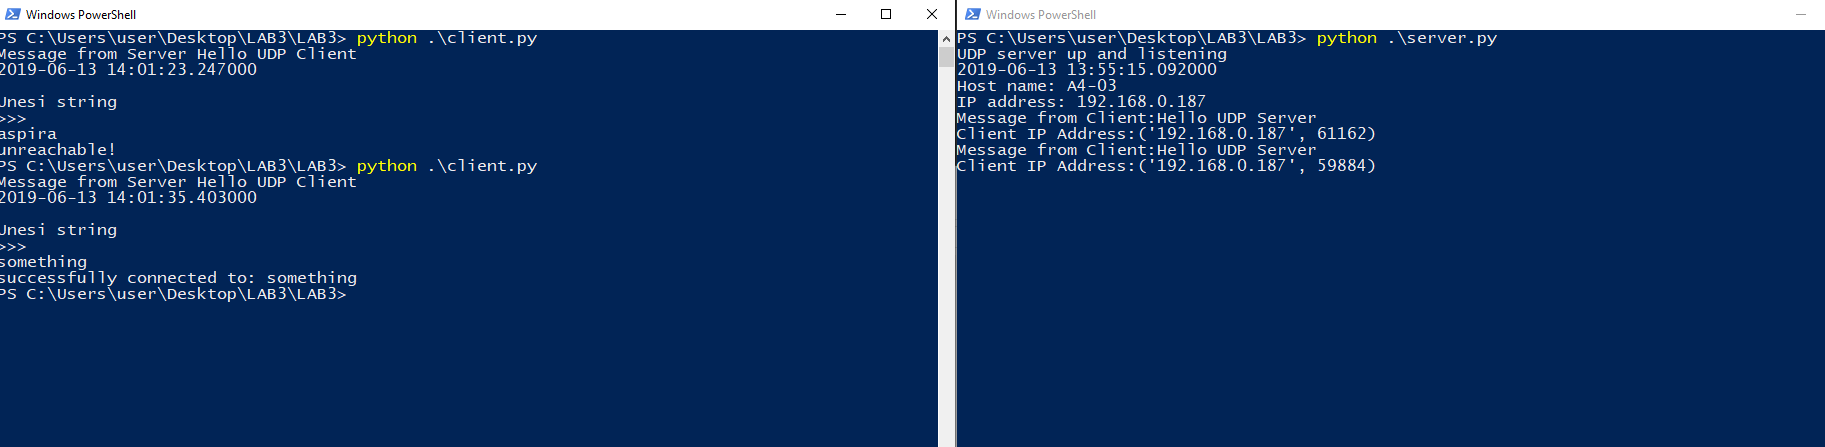 Windows PowerShell
PS C:\Users\user\Desktop\LAB3\LAB3> python .\client.py
Message from Server Hello UDP Client
2019-06-13 14:01:23.247000
Unesi string
>>>
aspira
unreachable!
PS C:\Users\user\Desktop\LAB3\LAB3> python .\client.py
Message from Server Hello UDP Client
2019-06-13 14:01:35.403000
Unesi string
>>>
something
successfully connected to: something
PS C:\Users\user\Desktop\LAB3\LAB3>
Windows PowerShell
PS C:\Users\user\Desktop\LAB3\LAB3> python .\server.py
UDP server up and listening
2019-06-13 13:55:15.092000
Host name: A4-03
IP address: 192.168.0.187
Message from Client:Hello UDP Server
Client IP Address:('192.168.0.187', 61162)
Message from Client:Hello UDP Server
Client IP Address:('192.168.0.187', 59884)